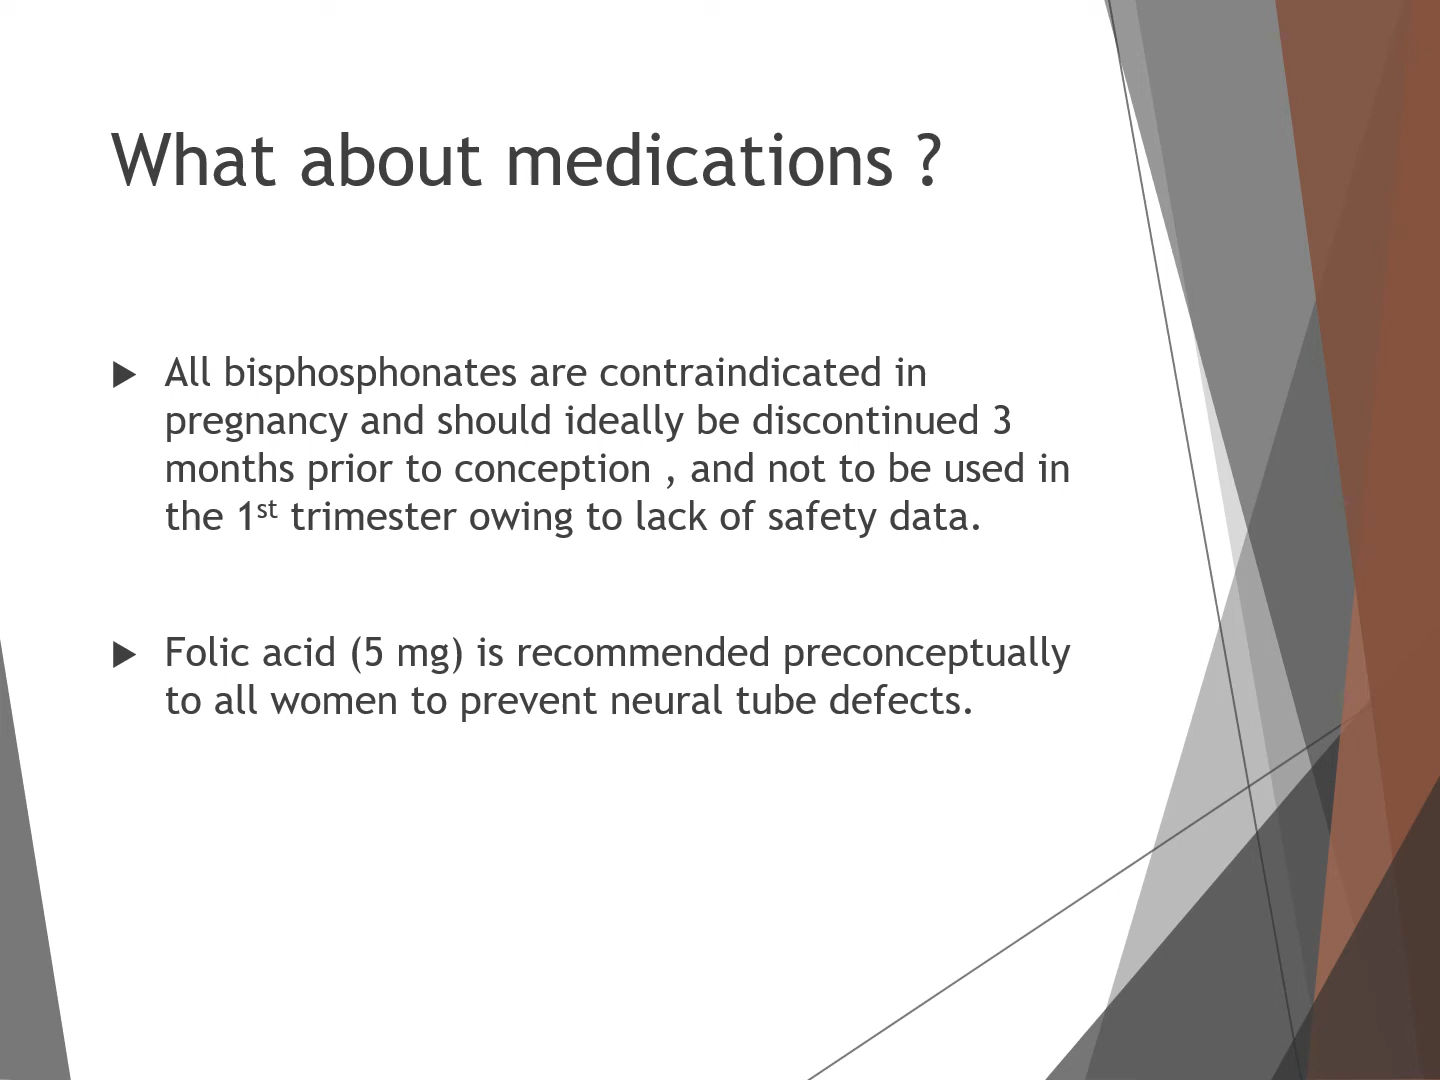 What about medications ?
All bisphosphonates are contraindicated in
pregnancy and should ideally be discontinued 3
months prior to conception , and not to be used in
the 1st trimester owing to lack of safety data.
Folic acid (5 mg) is recommended preconceptually
to all women to prevent neural tube defects.